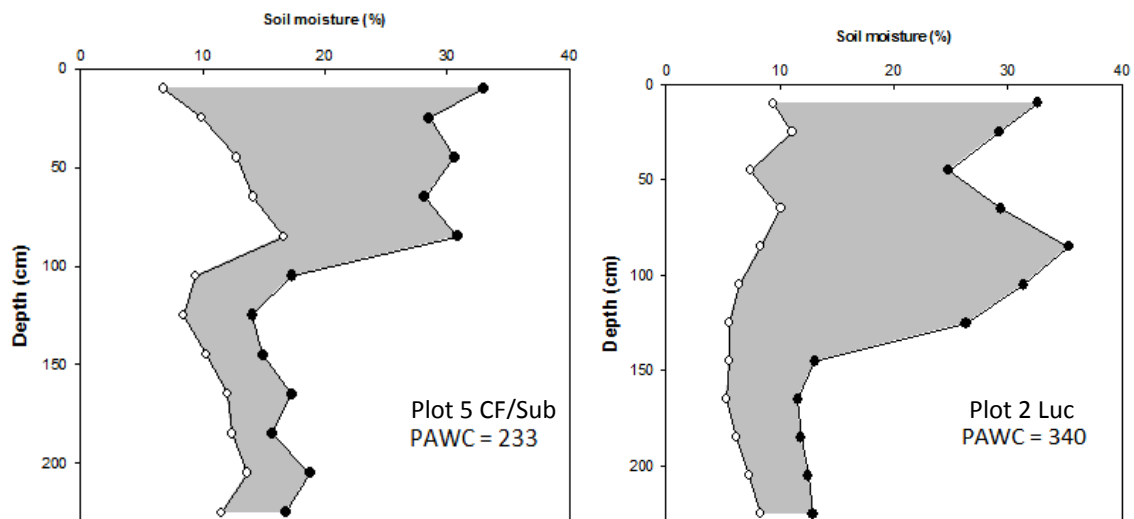 Soil moisture (%)
0 10 20 30 40
0
50
100
150
200
Depth (cm)
Plot 5 CF/Sub
PAWC = 233
Soil moisture (%)
0 10 20 30 40
0
50
100
150
200
Depth (cm)
Plot 2 Luc
PAWC = 340